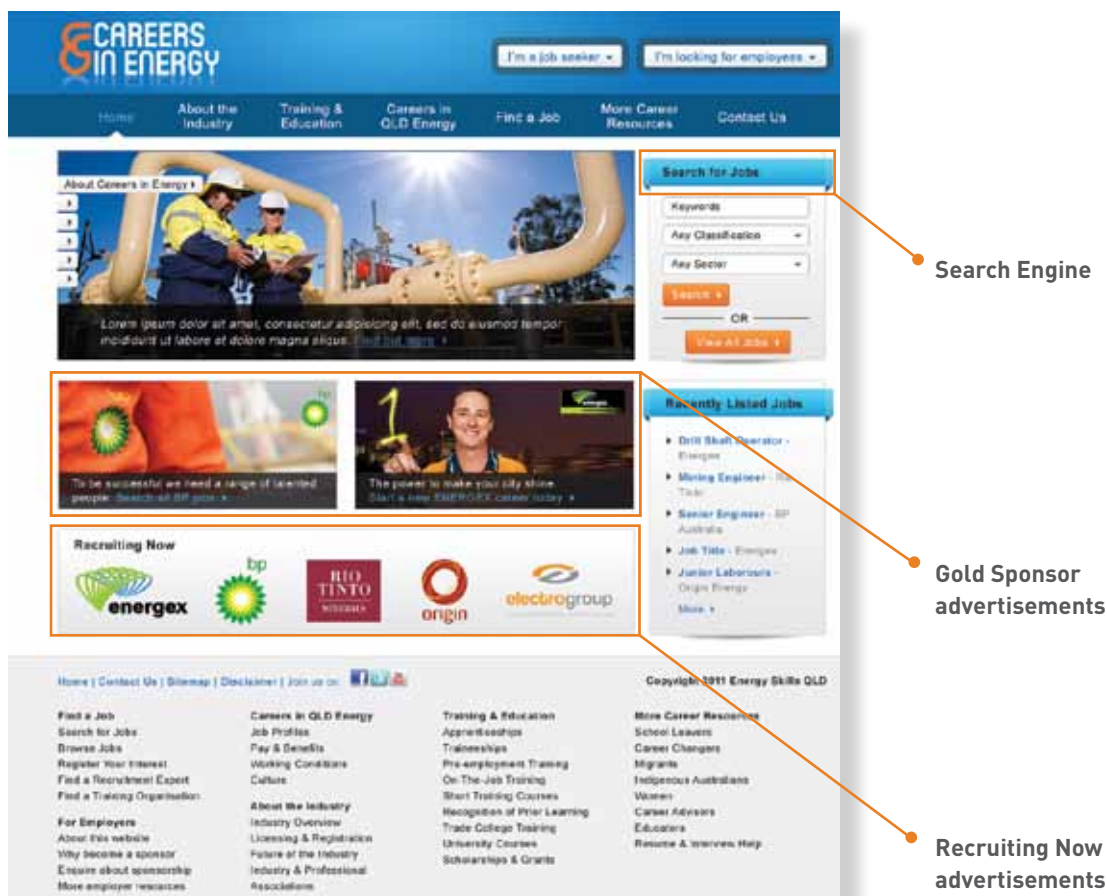 CAREERS
IN ENERGY
I'm a job seeker
I'm looking for employees
Home
About the
Industry
Training &
Education
Careers in
QLD Energy
Find a Job
More Career
Resources
Contact Us
About Careers in Energy
Lorem ipsum dolor sit amet, consectetur adipisicing elit, sed do eiusmod tempor
incididunt ut labore et dolore magna aliqua. Find out more
Search for Jobs
Keywords
Any Classification
Any Sector
Search
OR
View All Jobs
Search Engine
bp
To be successful we need a range of talented
people. Search all BP jobs
1
energex
The power to make your city shine
Start a new ENERGEX career today
Recently Listed Jobs
Drill Shaft Operator -
Energex
Mining Engineer - Rio
Tinto
Senior Engineer - BP
Australia
Job Title - Energex
Junior Labourers -
Origin Energy
More
Gold Sponsor
advertisements
Recruiting Now
energex
bp
RIO
TINTO
origin
electrogroup
Home | Contact Us | Sitemap | Disclaimer | Join us on
Copyright 2011 Energy Skills QLD
Find a Job
Search for Jobs
Browse Jobs
Register Your Interest
Find a Recruitment Expert
Find a Training Organisation
For Employers
About this website
Why become a sponsor
Enquire about sponsorship
More employer resources
Careers in QLD Energy
Job Profiles
Pay & Benefits
Working Conditions
Culture
About the Industry
Industry Overview
Licensing & Registration
Future of the Industry
Industry & Professional
Associations
Training & Education
Apprenticeships
Traineeships
Pre-employment Training
On-The-Job Training
Short Training Courses
Recognition of Prior Learning
Trade College Training
University Courses
Scholarships & Grants
More Career Resources
School Leavers
Career Changers
Migrants
Indigenous Australians
Women
Career Advisors
Educators
Resume & Interview Help
Recruiting Now
advertisements